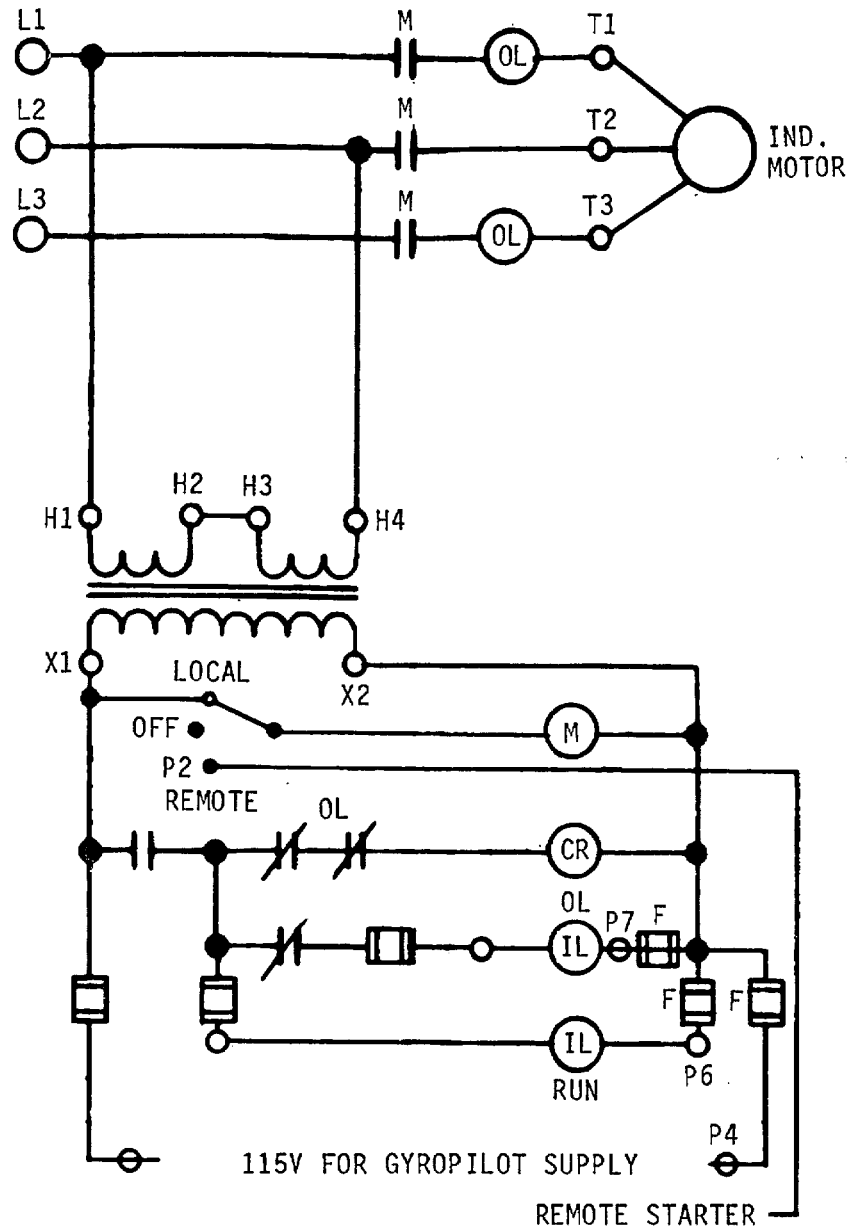 L1
M
OL
T1
L2
M
T2
IND.
MOTOR
L3
M
OL
T3
H1
H2
H3
H4
X1
X2
LOCAL
OFF
M
P2
REMOTE
OL
CR
OL
IL
P7
F
F
F
IL
RUN
P6
P4
115V FOR GYROPILOT SUPPLY
REMOTE STARTER